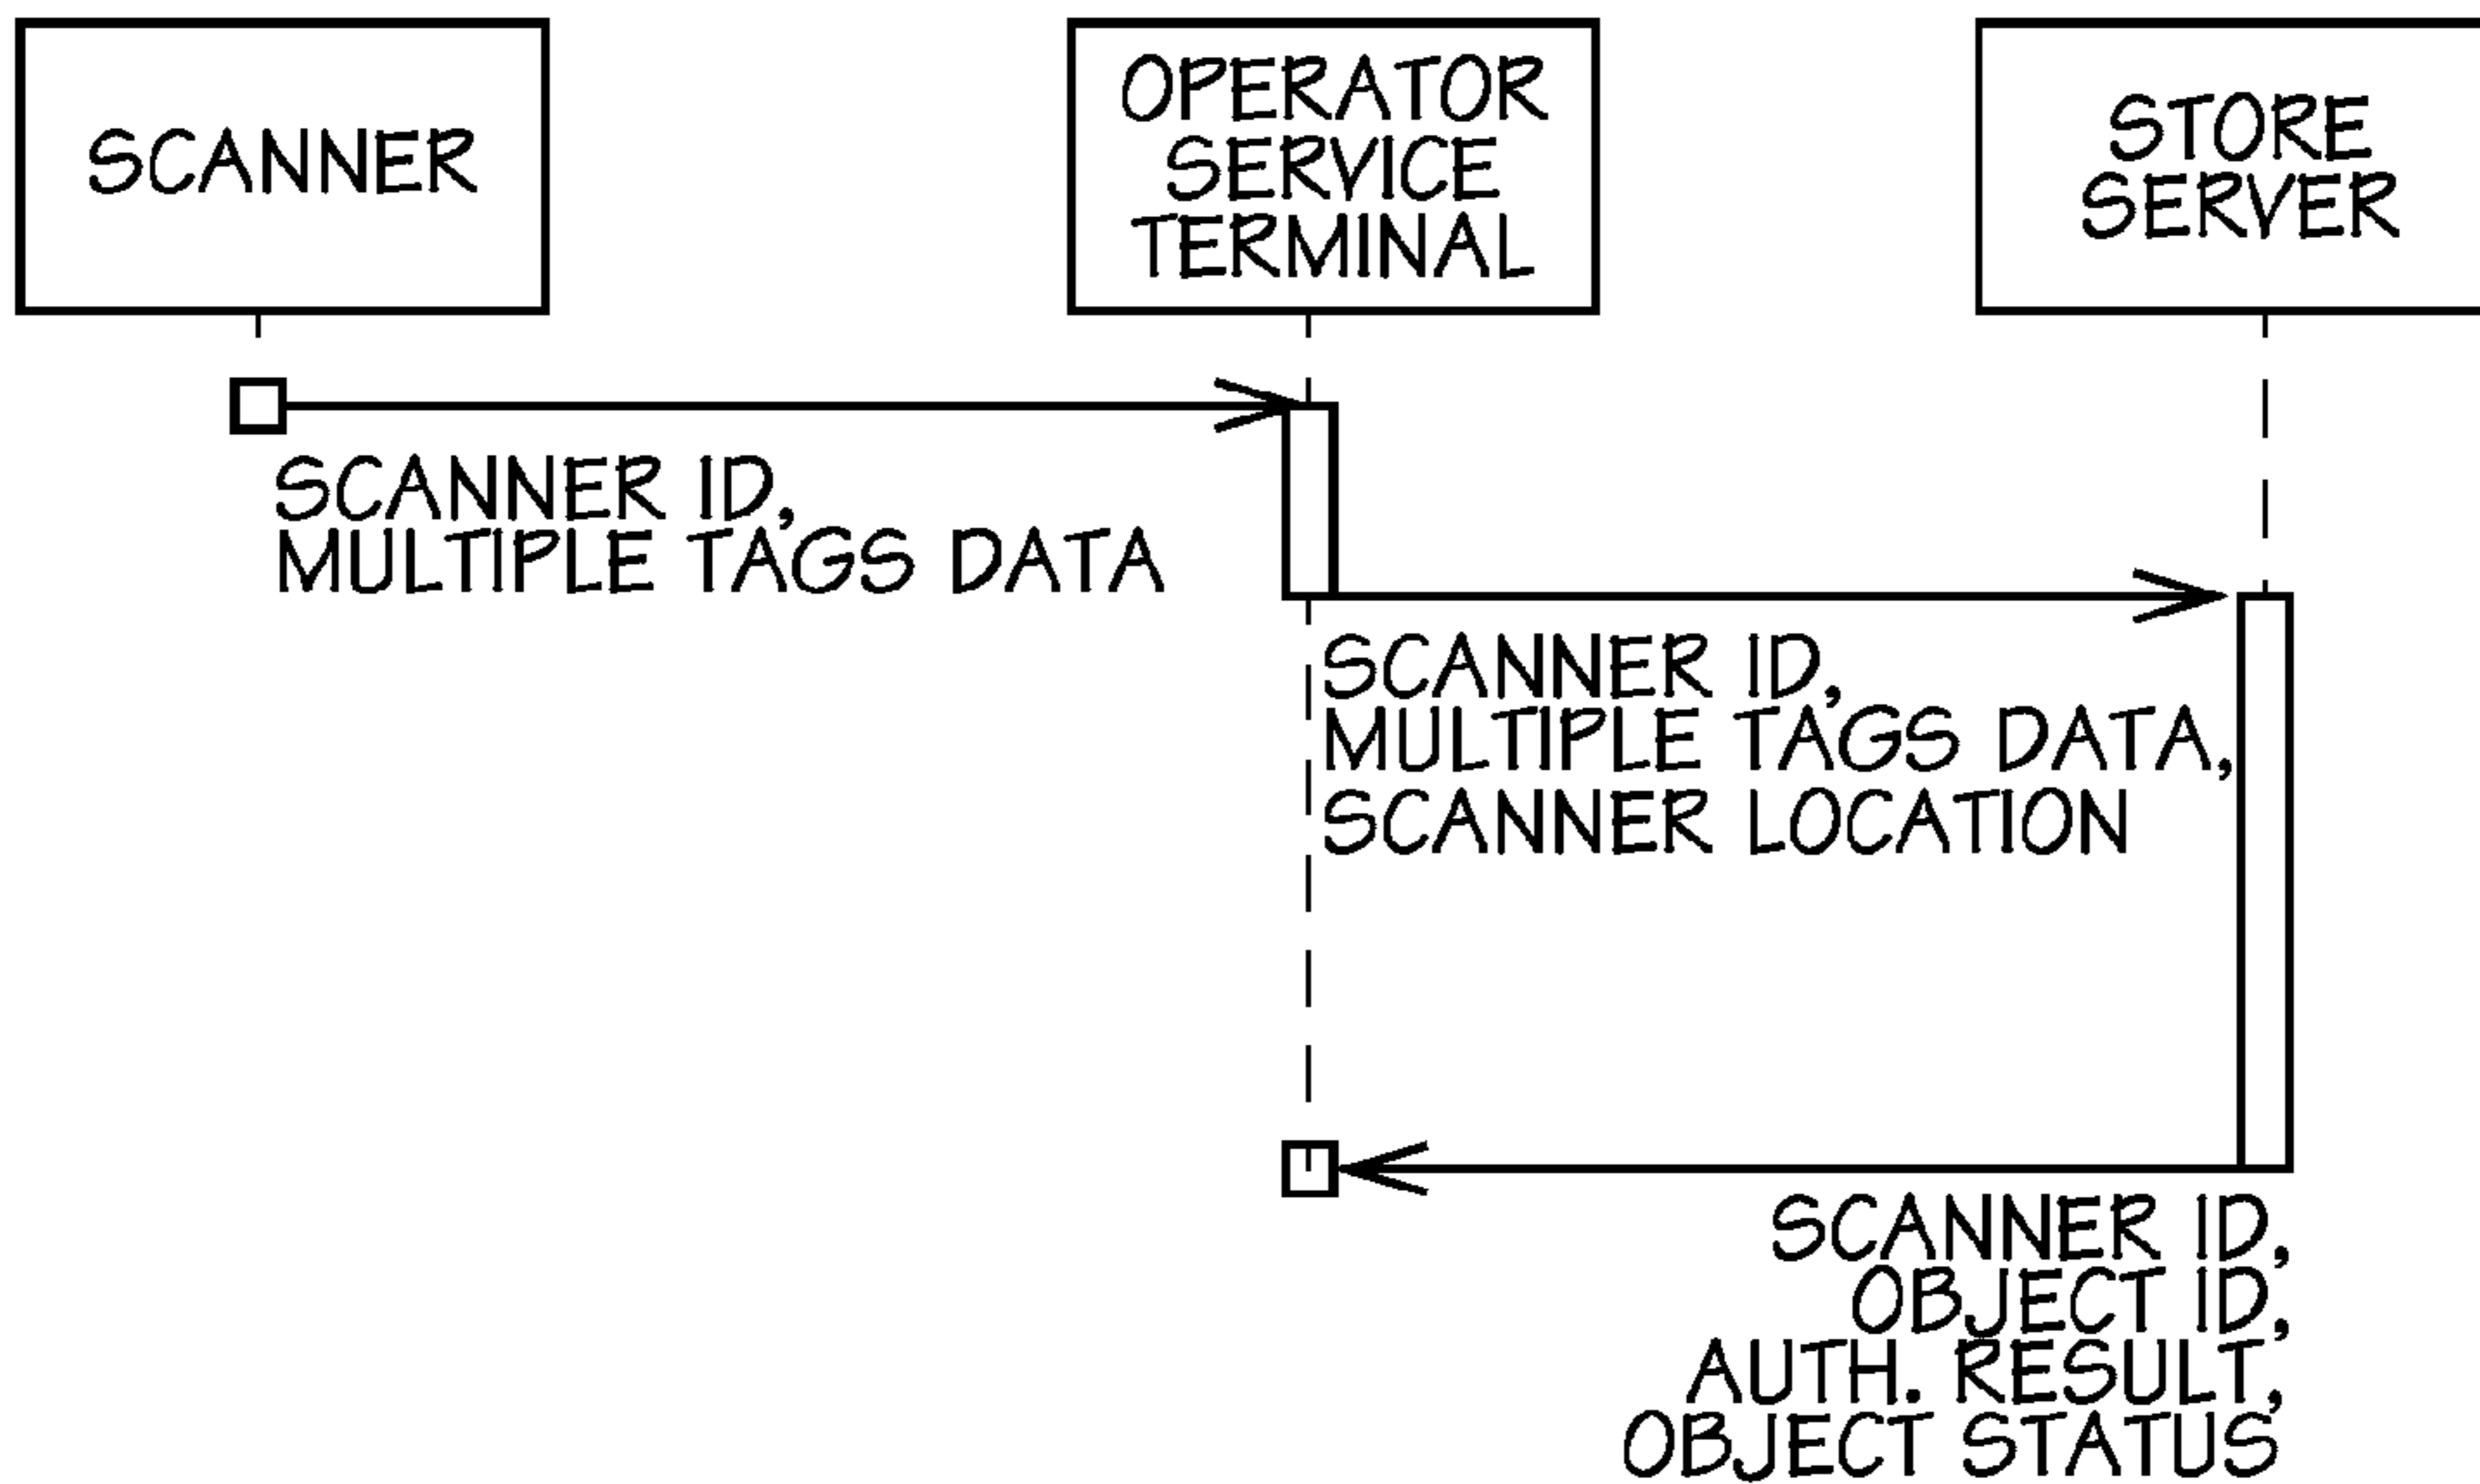 SCANNER
OPERATOR
SERVICE
TERMINAL
STORE
SERVER
SCANNER ID,
MULTIPLE TAGS DATA
SCANNER ID,
MULTIPLE TAGS DATA,
SCANNER LOCATION
SCANNER ID,
OBJECT ID,
AUTH. RESULT,
OBJECT STATUS